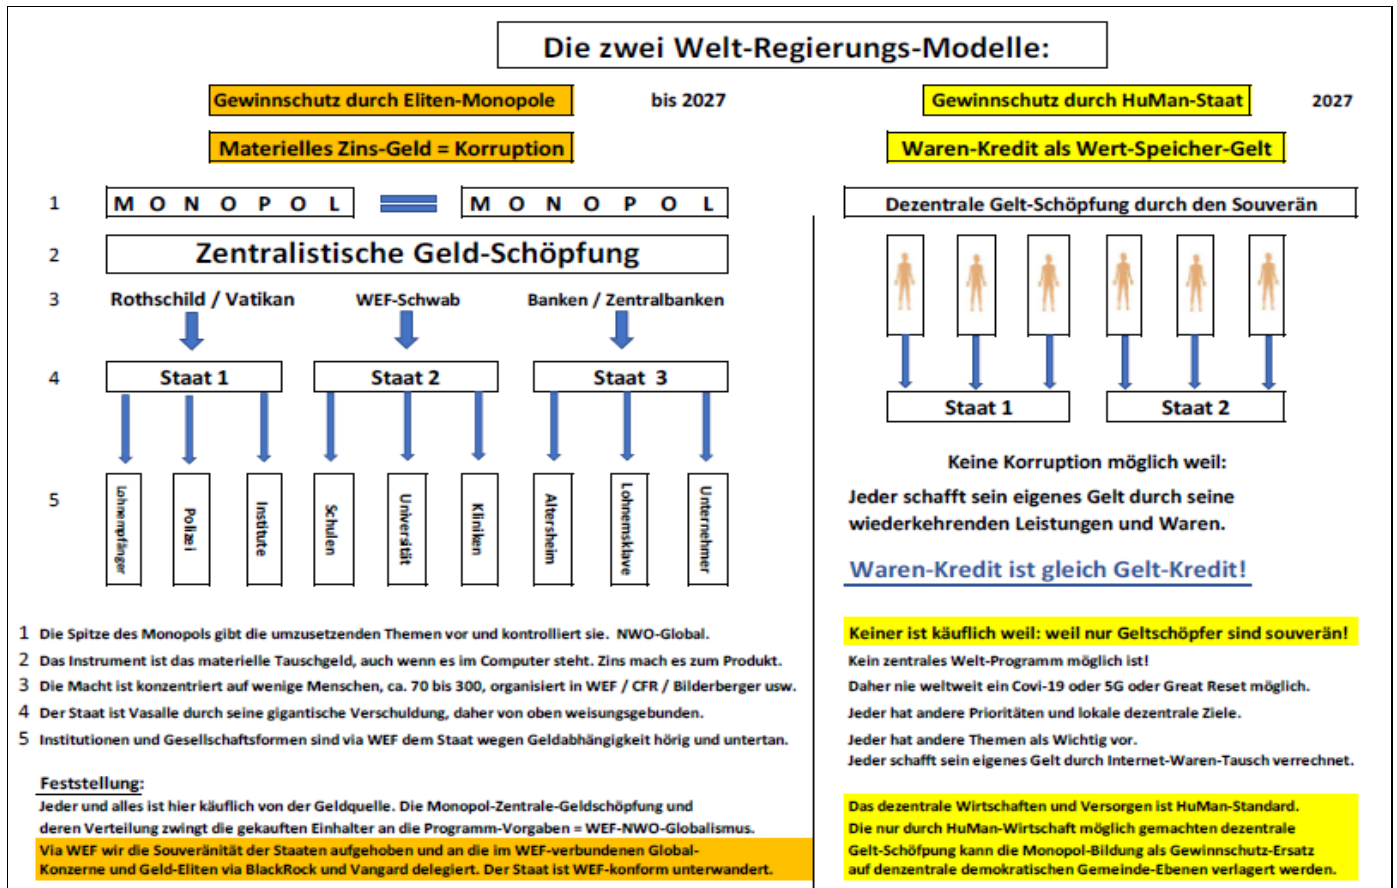 Die zwei Welt-Regierungs-Modelle:
Gewinnschutz durch Eliten-Monopole
bis 2027
Materielles Zins-Geld = Korruption
1 M O N O P O L M O N O P O L
2 Zentralistische Geld-Schöpfung
3 Rothschild / Vatikan WEF-Schwab Banken / Zentralbanken
4 Staat 1 Staat 2 Staat 3
5 Lohnempfänger Polizei Institute Schulen Universität Kliniken Altersheim Lohnemsklave Unternehmer
1 Die Spitze des Monopols gibt die umzusetzenden Themen vor und kontrolliert sie. NWO-Global.
2 Das Instrument ist das materielle Tauschgeld, auch wenn es im Computer steht. Zins mach es zum Produkt.
3 Die Macht ist konzentriert auf wenige Menschen, ca. 70 bis 300, organisiert in WEF / CFR / Bilderberger usw.
4 Der Staat ist Vasalle durch seine gigantische Verschuldung, daher von oben weisungsgebunden.
5 Institutionen und Gesellschaftsformen sind via WEF dem Staat wegen Geldabhängigkeit hörig und untertan.
Feststellung:
Jeder und alles ist hier käuflich von der Geldquelle. Die Monopol-Zentrale-Geldschöpfung und
deren Verteilung zwingt die gekauften Einhalter an die Programm-Vorgaben = WEF-NWO-Globalismus.
Via WEF wir die Souveränität der Staaten aufgehoben und an die im WEF-verbundenen Global-
Konzerne und Geld-Eliten via BlackRock und Vangard delegiert. Der Staat ist WEF-konform unterwandert.
Gewinnschutz durch HuMan-Staat
2027
Waren-Kredit als Wert-Speicher-Gelt
Dezentrale Gelt-Schöpfung durch den Souverän
Staat 1 Staat 2
Keine Korruption möglich weil:
Jeder schafft sein eigenes Gelt durch seine
wiederkehrenden Leistungen und Waren.
Waren-Kredit ist gleich Gelt-Kredit!
Keiner ist käuflich weil: weil nur Geltschöpfer sind souverän!
Kein zentrales Welt-Programm möglich ist!
Daher nie weltweit ein Covi-19 oder 5G oder Great Reset möglich.
Jeder hat andere Prioritäten und lokale dezentrale Ziele.
Jeder hat andere Themen als Wichtig vor.
Jeder schafft sein eigenes Gelt durch Internet-Waren-Tausch verrechnet.
Das dezentrale Wirtschaften und Versorgen ist HuMan-Standard.
Die nur durch HuMan-Wirtschaft möglich gemachten dezentrale
Gelt-Schöfpung kann die Monopol-Bildung als Gewinnschutz-Ersatz
auf denzentrale demokratischen Gemeinde-Ebenen verlagert werden.